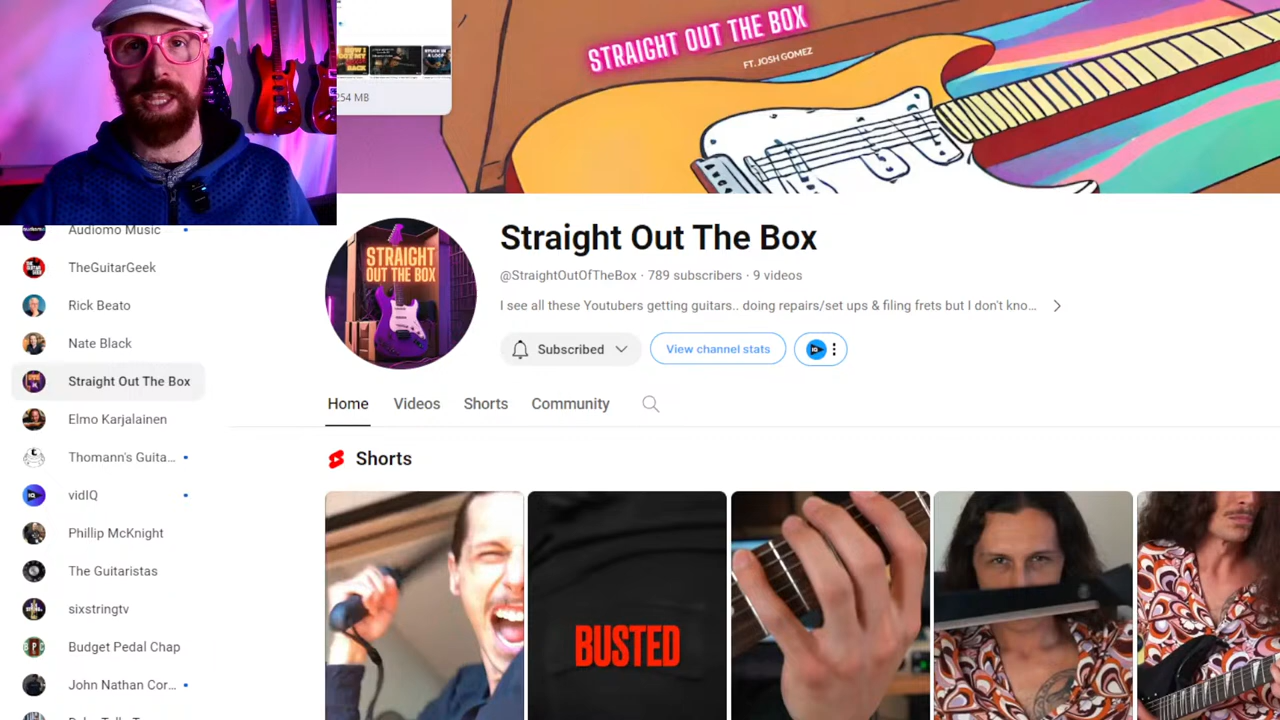 STRAIGHT OUT THE BOX
FT. JOSH GOMEZ
254 MB
STRAIGHT
OUT THE BOX
Straight Out The Box
@StraightOutOfTheBox · 789 subscribers · 9 videos
I see all these Youtubers getting guitars.. doing repairs/set ups & filing frets but I don't kno...
Subscribed
View channel stats
IQ
Home
Videos
Shorts
Community
Shorts
BUSTED
Audiomo Music
TheGuitarGeek
Rick Beato
Nate Black
Straight Out The Box
Elmo Karjalainen
Thomann's Guita...
vidIQ
Phillip McKnight
The Guitaristas
sixstringtv
Budget Pedal Chap
John Nathan Cor...